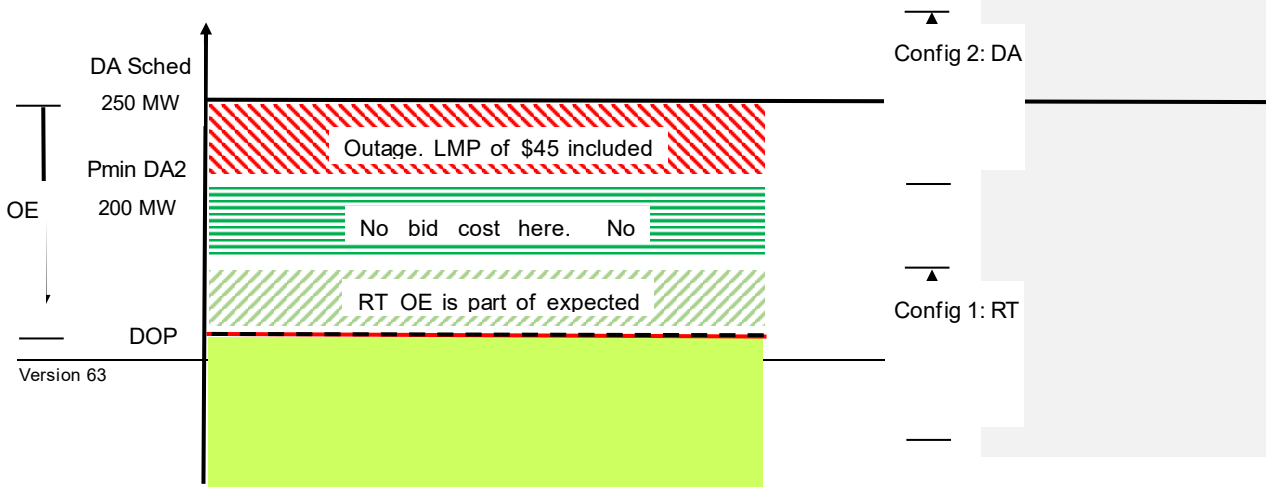 Config 2: DA
DA Sched
250 MW
Outage. LMP of $45 included
Pmin DA2
200 MW
OE
No bid cost here. No
RT OE is part of expected
Config 1: RT
DOP
Version 63